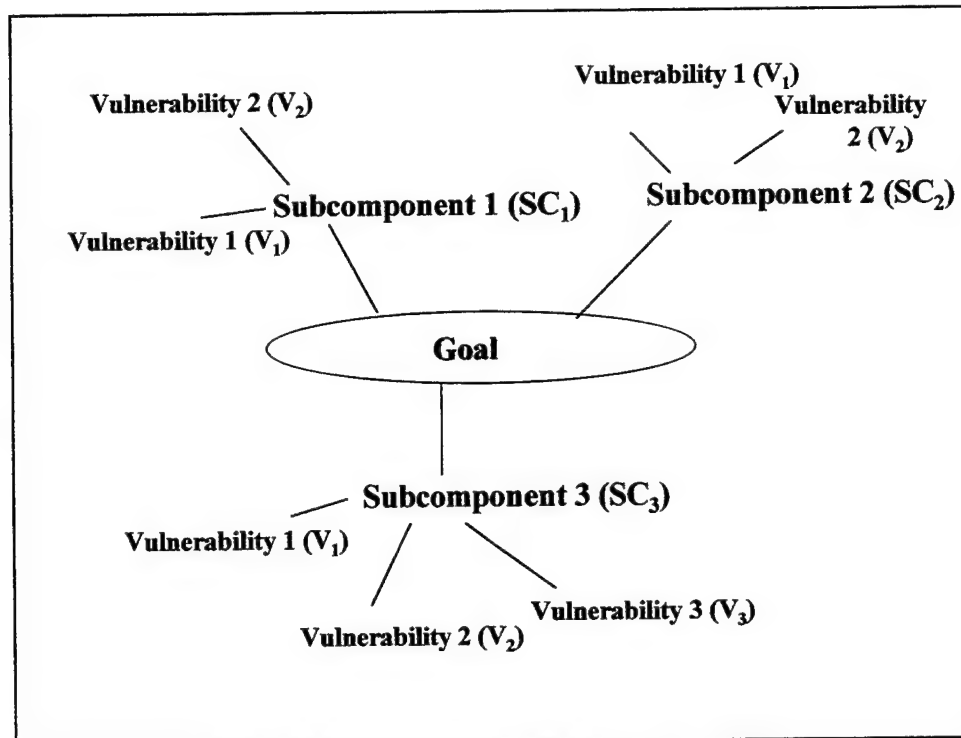 Vulnerability 1 (V₁)
Vulnerability 2 (V₂)
Vulnerability
2 (V₂)
Subcomponent 1 (SC₁)
Subcomponent 2 (SC₂)
Vulnerability 1 (V₁)
Goal
Subcomponent 3 (SC₃)
Vulnerability 1 (V₁)
Vulnerability 3 (V₃)
Vulnerability 2 (V₂)